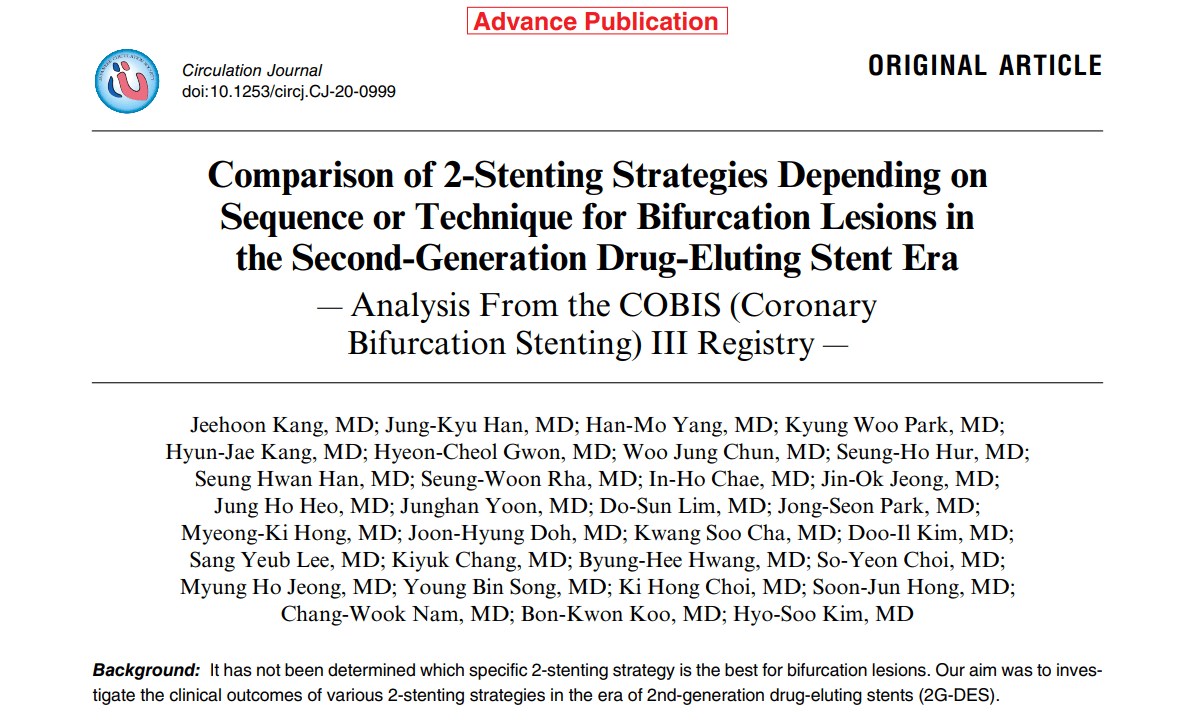 Advance Publication
Circulation Journal
doi:10.1253/circj.CJ-20-0999
ORIGINAL ARTICLE
Comparison of 2-Stenting Strategies Depending on
Sequence or Technique for Bifurcation Lesions in
the Second-Generation Drug-Eluting Stent Era
— Analysis From the COBIS (Coronary
Bifurcation Stenting) III Registry —
Jeehoon Kang, MD; Jung-Kyu Han, MD; Han-Mo Yang, MD; Kyung Woo Park, MD;
Hyun-Jae Kang, MD; Hyeon-Cheol Gwon, MD; Woo Jung Chun, MD; Seung-Ho Hur, MD;
Seung Hwan Han, MD; Seung-Woon Rha, MD; In-Ho Chae, MD; Jin-Ok Jeong, MD;
Jung Ho Heo, MD; Junghan Yoon, MD; Do-Sun Lim, MD; Jong-Seon Park, MD;
Myeong-Ki Hong, MD; Joon-Hyung Doh, MD; Kwang Soo Cha, MD; Doo-Il Kim, MD;
Sang Yeub Lee, MD; Kiyuk Chang, MD; Byung-Hee Hwang, MD; So-Yeon Choi, MD;
Myung Ho Jeong, MD; Young Bin Song, MD; Ki Hong Choi, MD; Soon-Jun Hong, MD;
Chang-Wook Nam, MD; Bon-Kwon Koo, MD; Hyo-Soo Kim, MD
Background: It has not been determined which specific 2-stenting strategy is the best for bifurcation lesions. Our aim was to inves-
tigate the clinical outcomes of various 2-stenting strategies in the era of 2nd-generation drug-eluting stents (2G-DES).